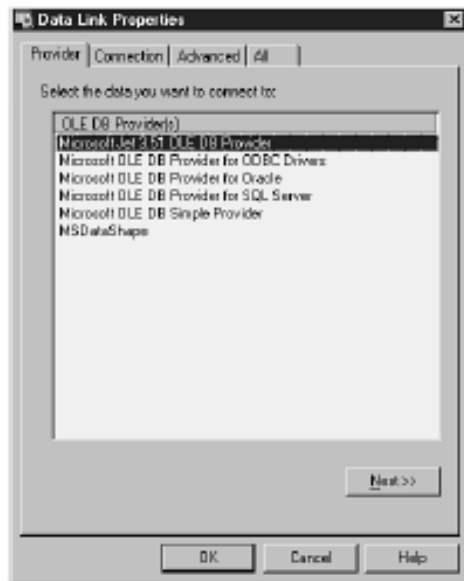 Data Link Properties
Provider Connection Advanced All
Select the data you want to connect to:
OLE DB Provider(s)
Microsoft Jet 3.51 OLE DB Provider
Microsoft OLE DB Provider for ODBC Drivers
Microsoft OLE DB Provider for Oracle
Microsoft OLE DB Provider for SQL Server
Microsoft OLE DB Simple Provider
MSDataShape
Next >>
OK Cancel Help